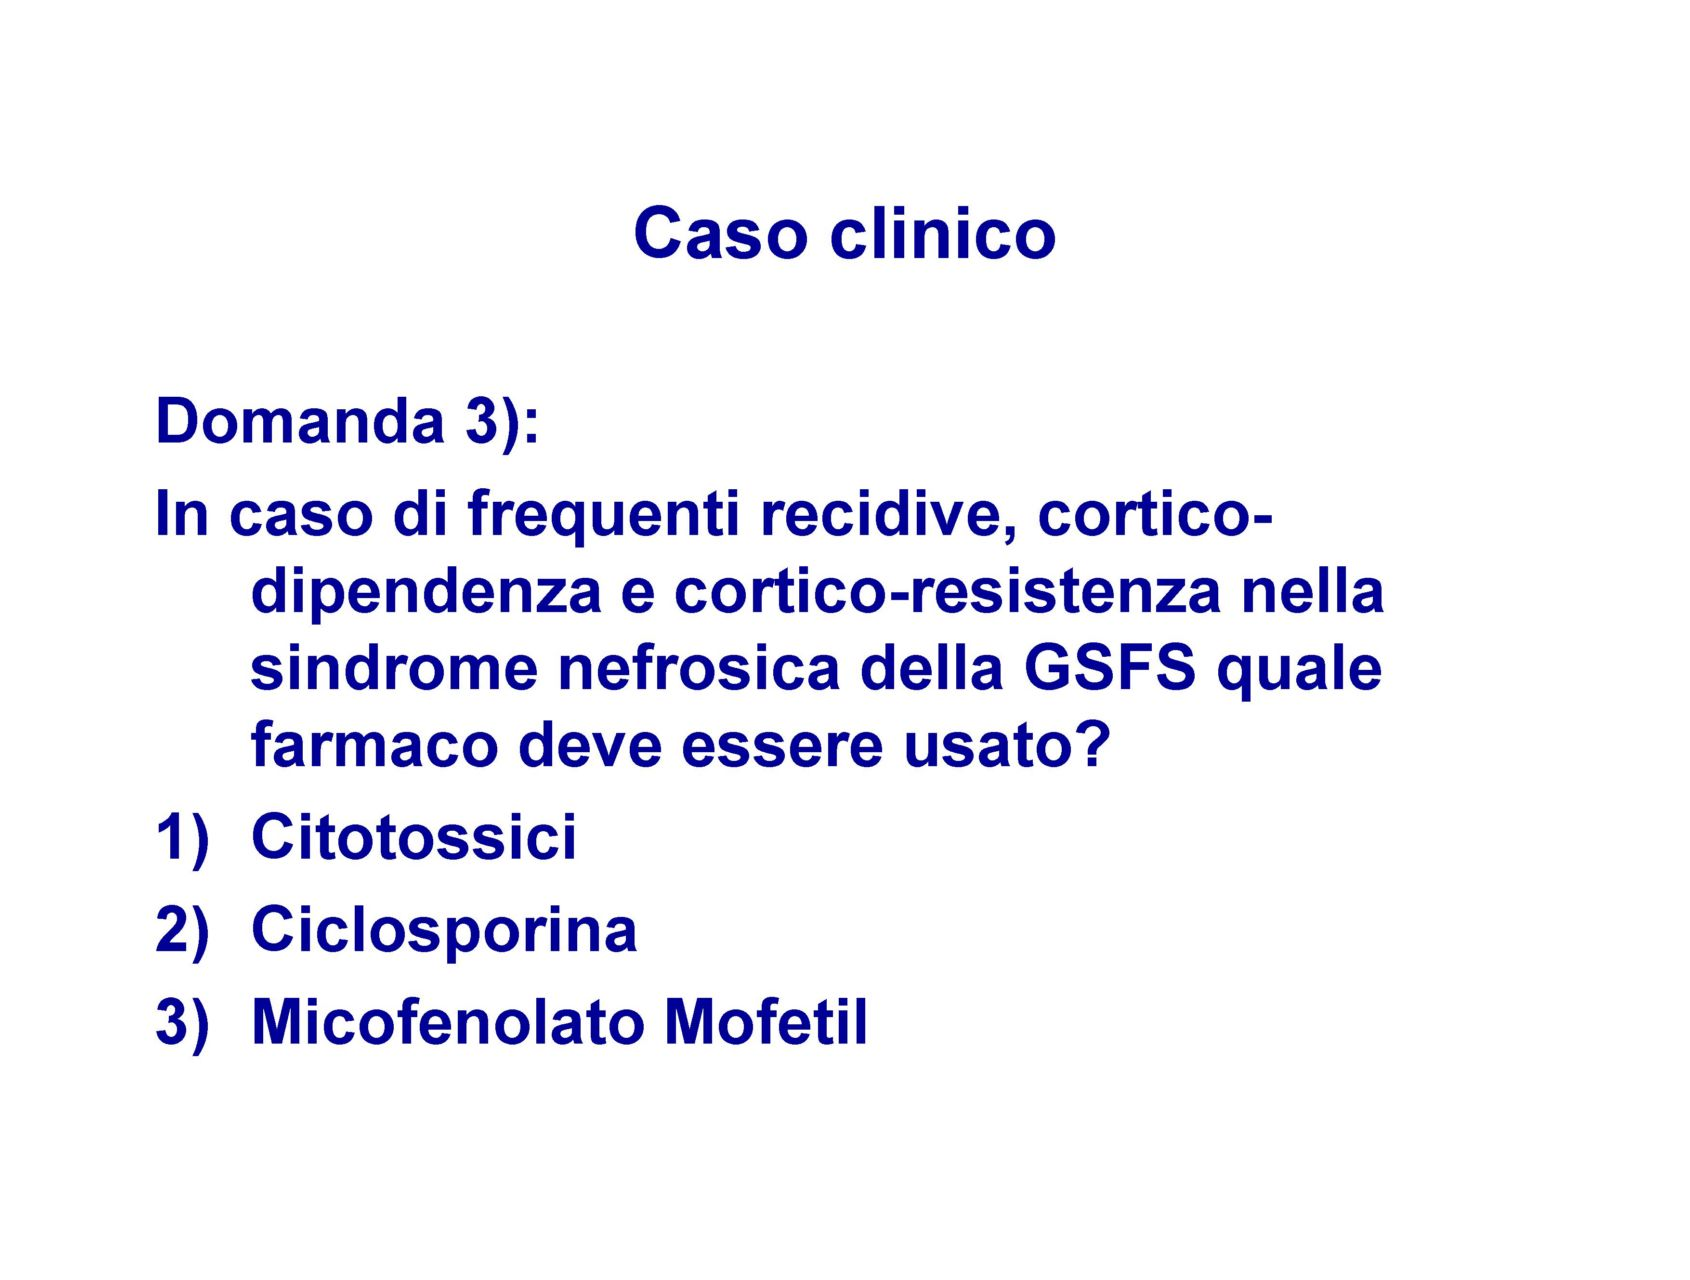 Caso clinico
Domanda 3):
In caso di frequenti recidive, cortico-
dipendenza e cortico-resistenza nella
sindrome nefrosica della GSFS quale
farmaco deve essere usato?
1) Citotossici
2) Ciclosporina
3) Micofenolato Mofetil